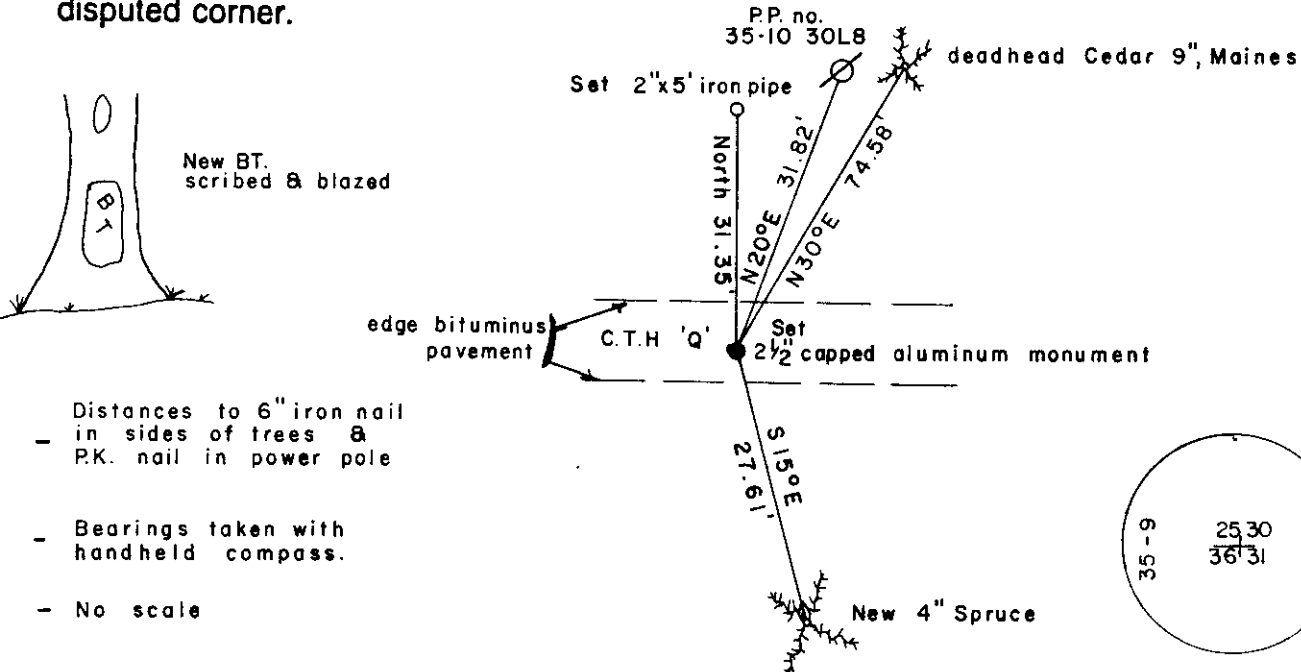 disputed corner.
P.P. no.
35-10 30L8
deadhead Cedar 9", Maines
Set 2"x5' iron pipe
New BT.
scribed & blazed
BT
North 31.35'
N20°E 31.82'
N30°E 74.58'
edge bituminus
pavement
C.T.H 'Q'
Set
2½" capped aluminum monument
- Distances to 6" iron nail
in sides of trees &
P.K. nail in power pole
S15°E
27.61'
- Bearings taken with
handheld compass.
35-9
25 30
36 31
- No scale
New 4" Spruce